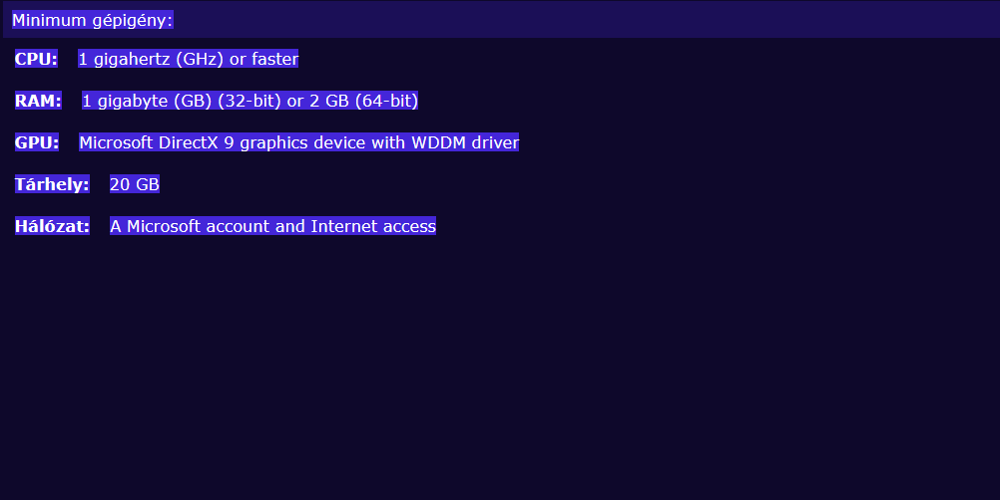 Minimum gépigény:
CPU: 1 gigahertz (GHz) or faster
RAM: 1 gigabyte (GB) (32-bit) or 2 GB (64-bit)
GPU: Microsoft DirectX 9 graphics device with WDDM driver
Tárhely: 20 GB
Hálózat: A Microsoft account and Internet access